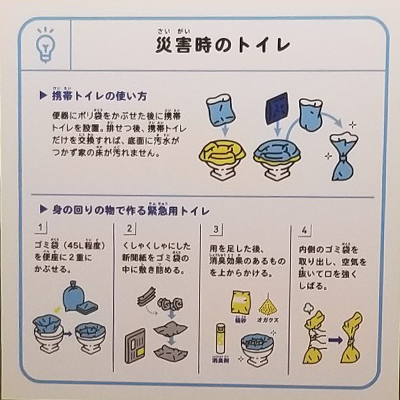 災害時のトイレ
▶ 携帯トイレの使い方
便器にポリ袋をかぶせた後に携帯
トイレを設置。排せつ後、携帯トイレ
だけを交換すれば、底面に汚水が
つかず家の床が汚れません。
▶ 身の回りの物で作る緊急用トイレ
1
ゴミ袋（45L程度）
を便座に2重に
かぶせる。
2
くしゃくしゃにした
新聞紙をゴミ袋の
中に敷き詰める。
3
用を足した後、
消臭効果のあるもの
を上からかける。
猫砂
オガクズ
消臭剤
4
内側のゴミ袋を
取り出し、空気を
抜いて口を強く
しばる。